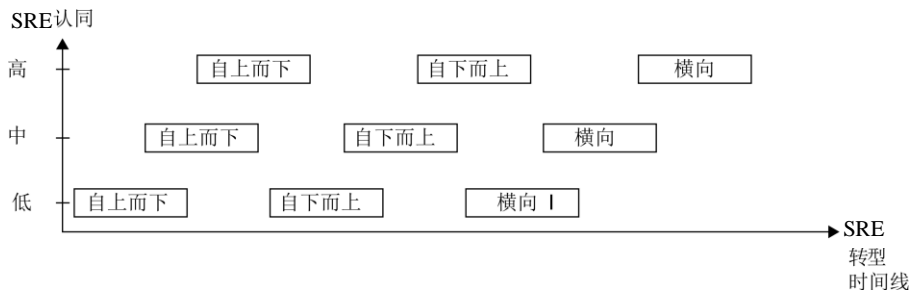 SRE认同
高 自上而下 自下而上 横向
中 自上而下 自下而上 横向
低 自上而下 自下而上 横向 I
SRE
转型
时间线